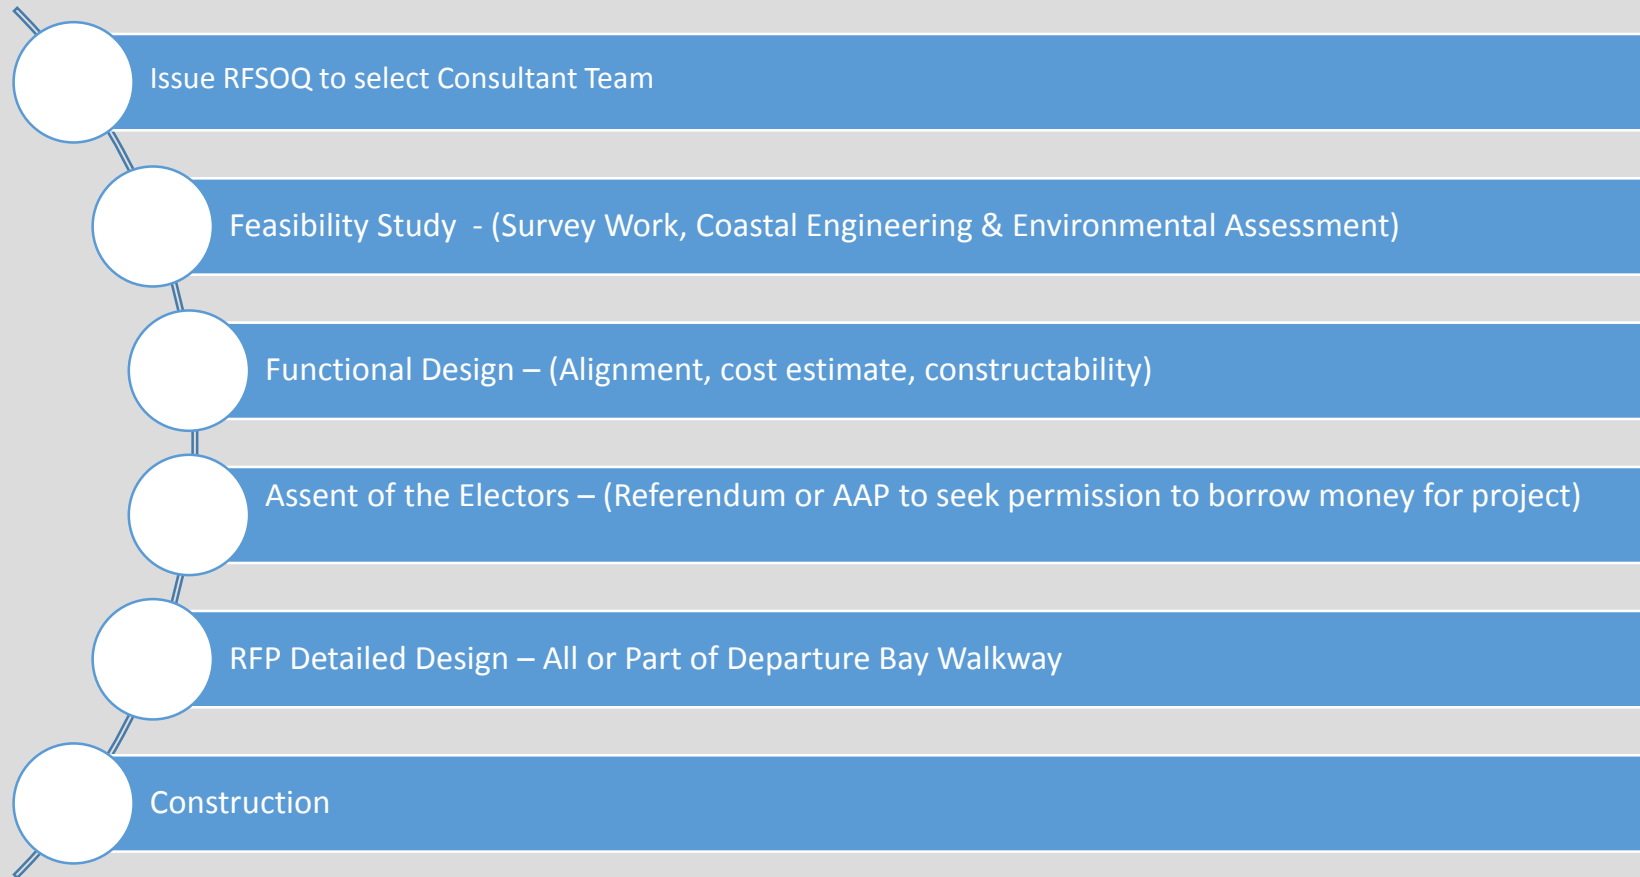 Issue RFSOQ to select Consultant Team
Feasibility Study  - (Survey Work, Coastal Engineering & Environmental Assessment)
Functional Design – (Alignment, cost estimate, constructability)
Assent of the Electors – (Referendum or AAP to seek permission to borrow money for project)
RFP Detailed Design – All or Part of Departure Bay Walkway
Construction